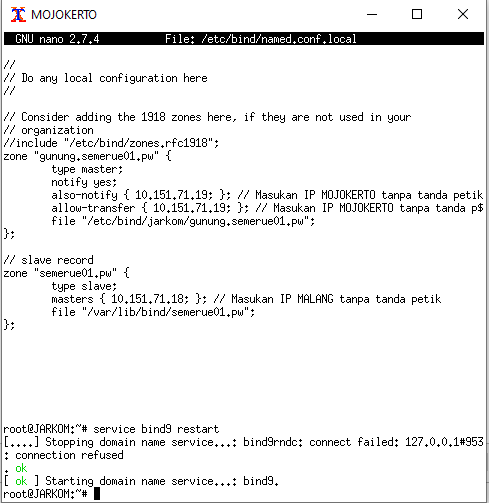 MOJOKERTO
GNU nano 2.7.4 File: /etc/bind/named.conf.local
//
// Do any local configuration here
//
// Consider adding the 1918 zones here, if they are not used in your
// organization
//include "/etc/bind/zones.rfc1918";
zone "gunung.semerue01.pw" {
type master;
notify yes;
also-notify { 10.151.71.19; }; // Masukan IP MOJOKERTO tanpa tanda petik
allow-transfer { 10.151.71.19; }; // Masukan IP MOJOKERTO tanpa tanda p$
file "/etc/bind/jarkom/gunung.semerue01.pw";
};
// slave record
zone "semerue01.pw" {
type slave;
masters { 10.151.71.18; }; // Masukan IP MALANG tanpa tanda petik
file "/var/lib/bind/semerue01.pw";
};
root@JARKOM:~# service bind9 restart
[....] Stopping domain name service...: bind9rndc: connect failed: 127.0.0.1#953
: connection refused
. ok
[ ok ] Starting domain name service...: bind9.
root@JARKOM:~#